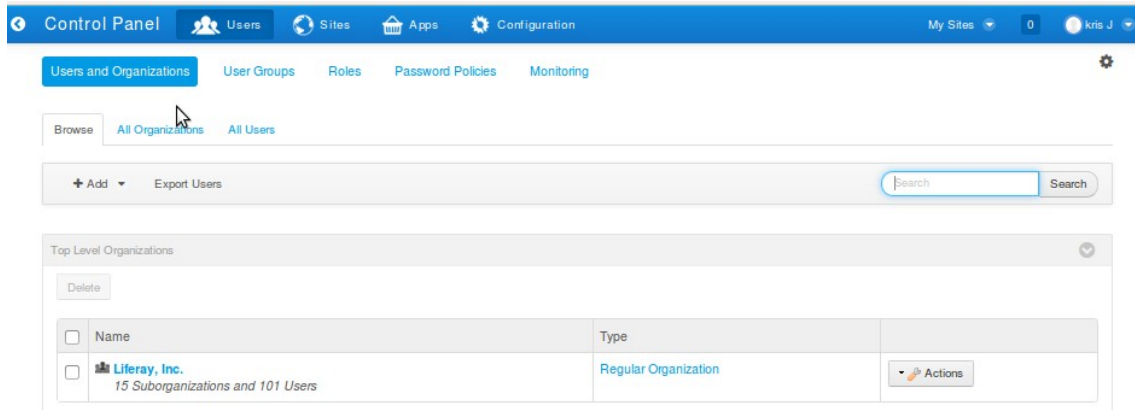 Control Panel Users Sites Apps Configuration My Sites 0 kris J
Users and Organizations User Groups Roles Password Policies Monitoring
Browse All Organizations All Users
+ Add Export Users Search Search
Top Level Organizations
Delete
Name Type
Liferay, Inc. Regular Organization Actions
15 Suborganizations and 101 Users